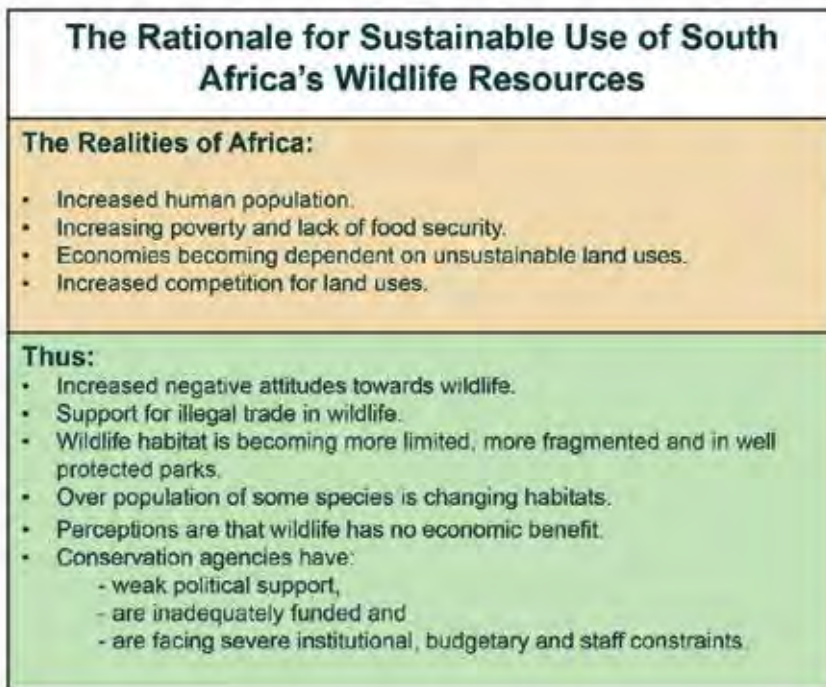 The Rationale for Sustainable Use of South
Africa's Wildlife Resources
The Realities of Africa:
• Increased human population.
• Increasing poverty and lack of food security.
• Economies becoming dependent on unsustainable land uses.
• Increased competition for land uses.
Thus:
• Increased negative attitudes towards wildlife.
• Support for illegal trade in wildlife.
• Wildlife habitat is becoming more limited, more fragmented and in well
protected parks.
• Over population of some species is changing habitats.
• Perceptions are that wildlife has no economic benefit.
• Conservation agencies have:
- weak political support,
- are inadequately funded and
- are facing severe institutional, budgetary and staff constraints.